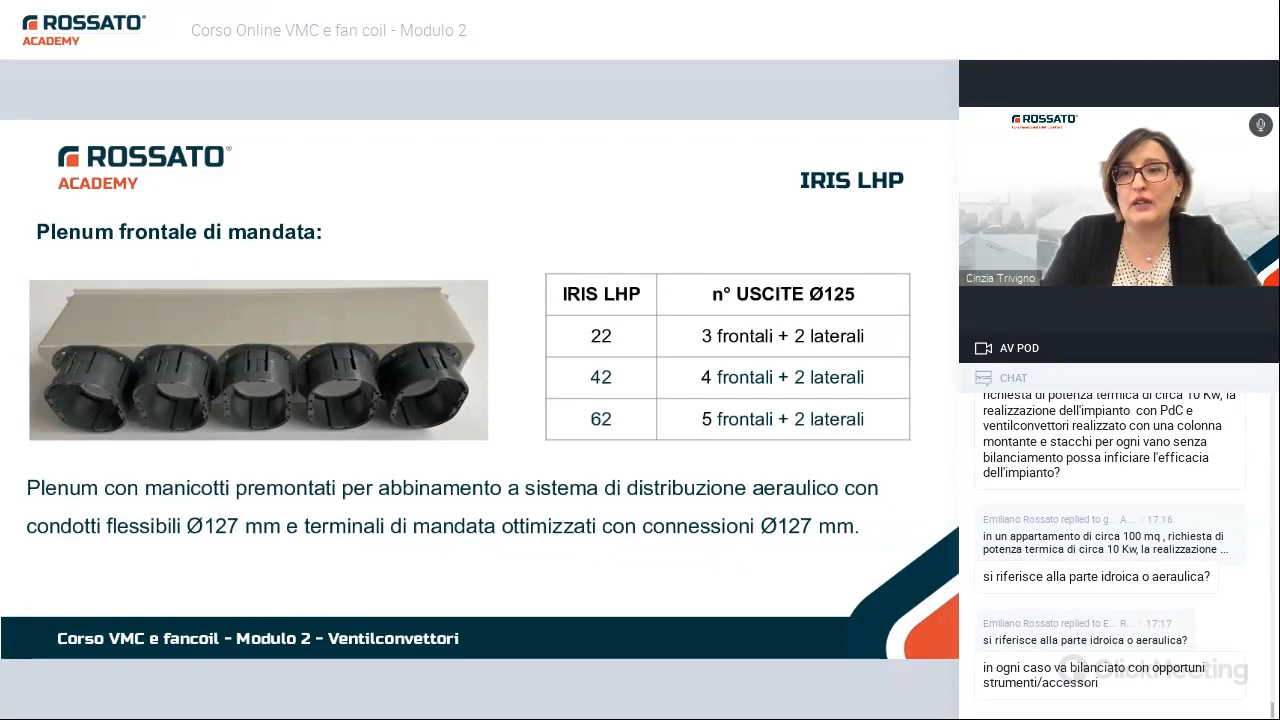 ROSSATO®
ACADEMY
Corso Online VMC e fan coil - Modulo 2
ROSSATO®
ACADEMY
IRIS LHP
Plenum frontale di mandata:
IRIS LHP n° USCITE Ø125
22 3 frontali + 2 laterali
42 4 frontali + 2 laterali
62 5 frontali + 2 laterali
Plenum con manicotti premontati per abbinamento a sistema di distribuzione aeraulico con
condotti flessibili Ø127 mm e terminali di mandata ottimizzati con connessioni Ø127 mm.
Corso VMC e fancoil - Modulo 2 - Ventilconvettori
ROSSATO
Cinzia Trivigno
AV POD
CHAT
richiesta di potenza termica di circa 10 Kw, la
realizzazione dell'impianto con PdC e
ventilconvettori realizzato con una colonna
montante e stacchi per ogni vano senza
bilanciamento possa inficiare l'efficacia
dell'impianto?
Emiliano Rossato replied to g... A... 17:16
in un appartamento di circa 100 mq , richiesta di
potenza termica di circa 10 Kw, la realizzazione ...
si riferisce alla parte idroica o aeraulica?
Emiliano Rossato replied to E... R... 17:17
si riferisce alla parte idroica o aeraulica?
in ogni caso va bilanciato con opportuni
strumenti/accessori
ClickMeeting